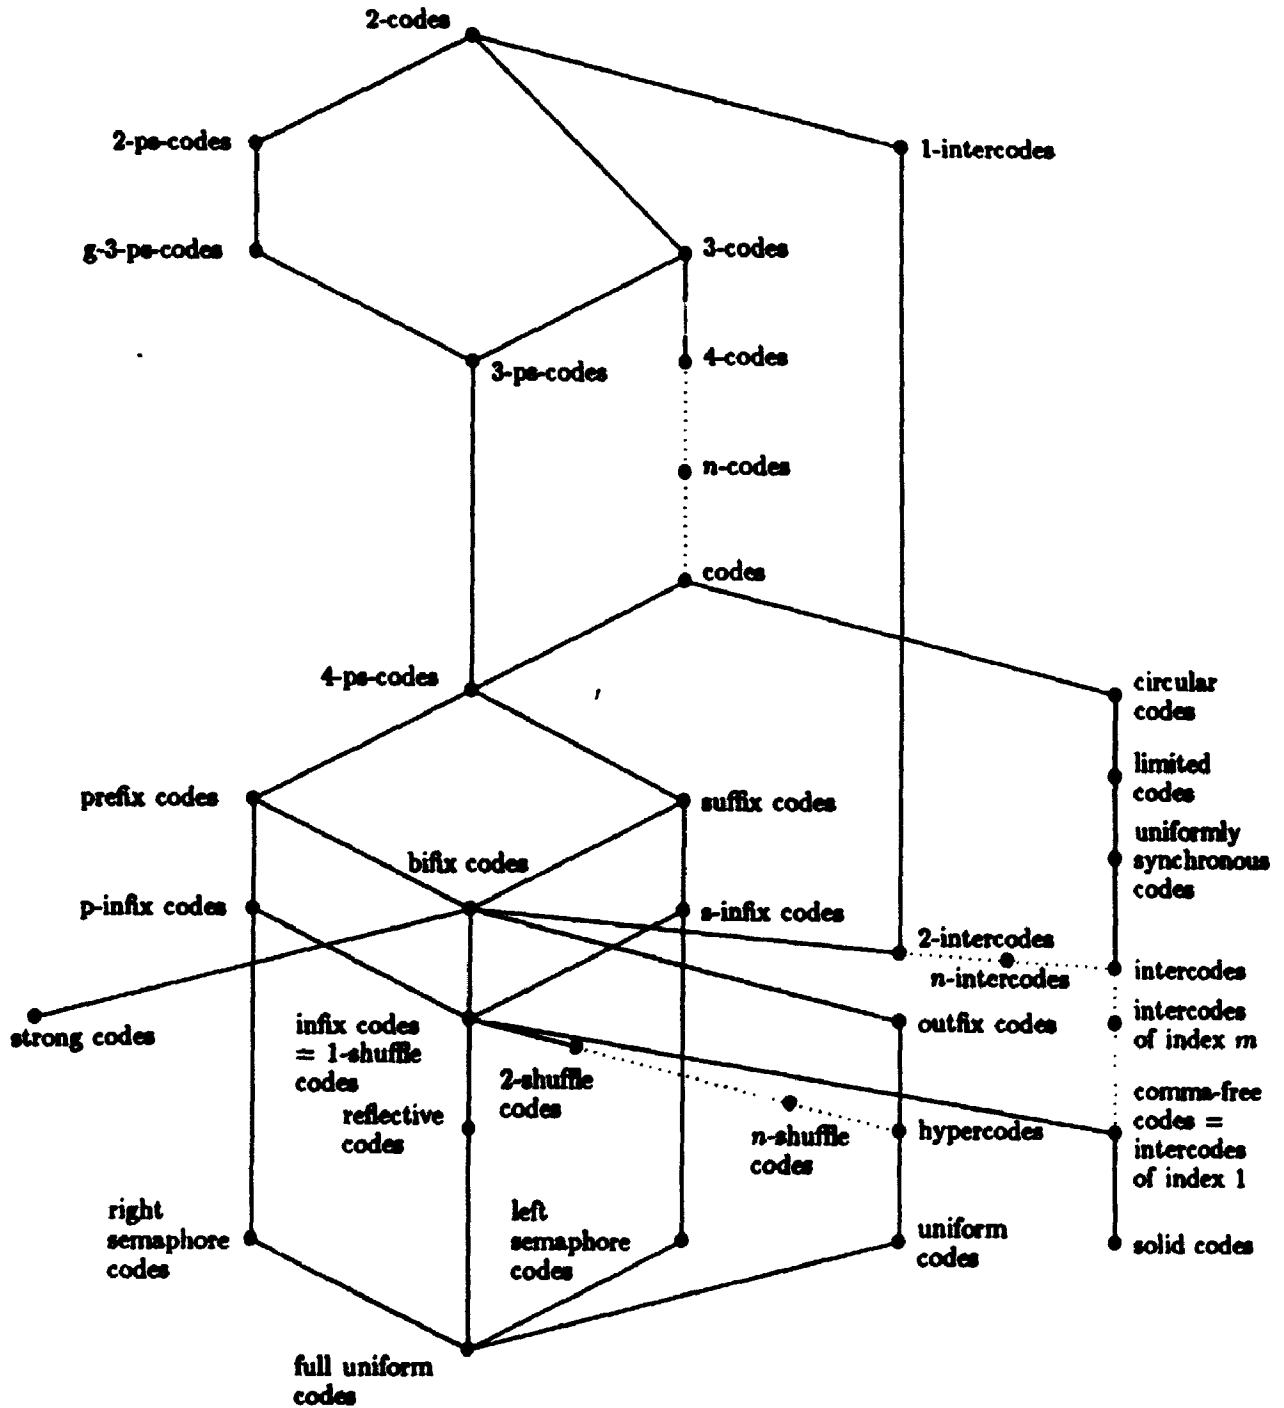 2-codes
2-ps-codes
1-intercodes
g-3-ps-codes
3-codes
3-ps-codes
4-codes
n-codes
codes
4-ps-codes
circular
codes
limited
codes
prefix codes
suffix codes
uniformly
synchronous
codes
bifix codes
p-infix codes
s-infix codes
2-intercodes
n-intercodes
intercodes
strong codes
infix codes
= 1-shuffle
codes
outfix codes
intercodes
of index m
2-shuffle
codes
reflective
codes
n-shuffle
codes
hypercodes
comma-free
codes =
intercodes
of index 1
right
semaphore
codes
left
semaphore
codes
uniform
codes
solid codes
full uniform
codes